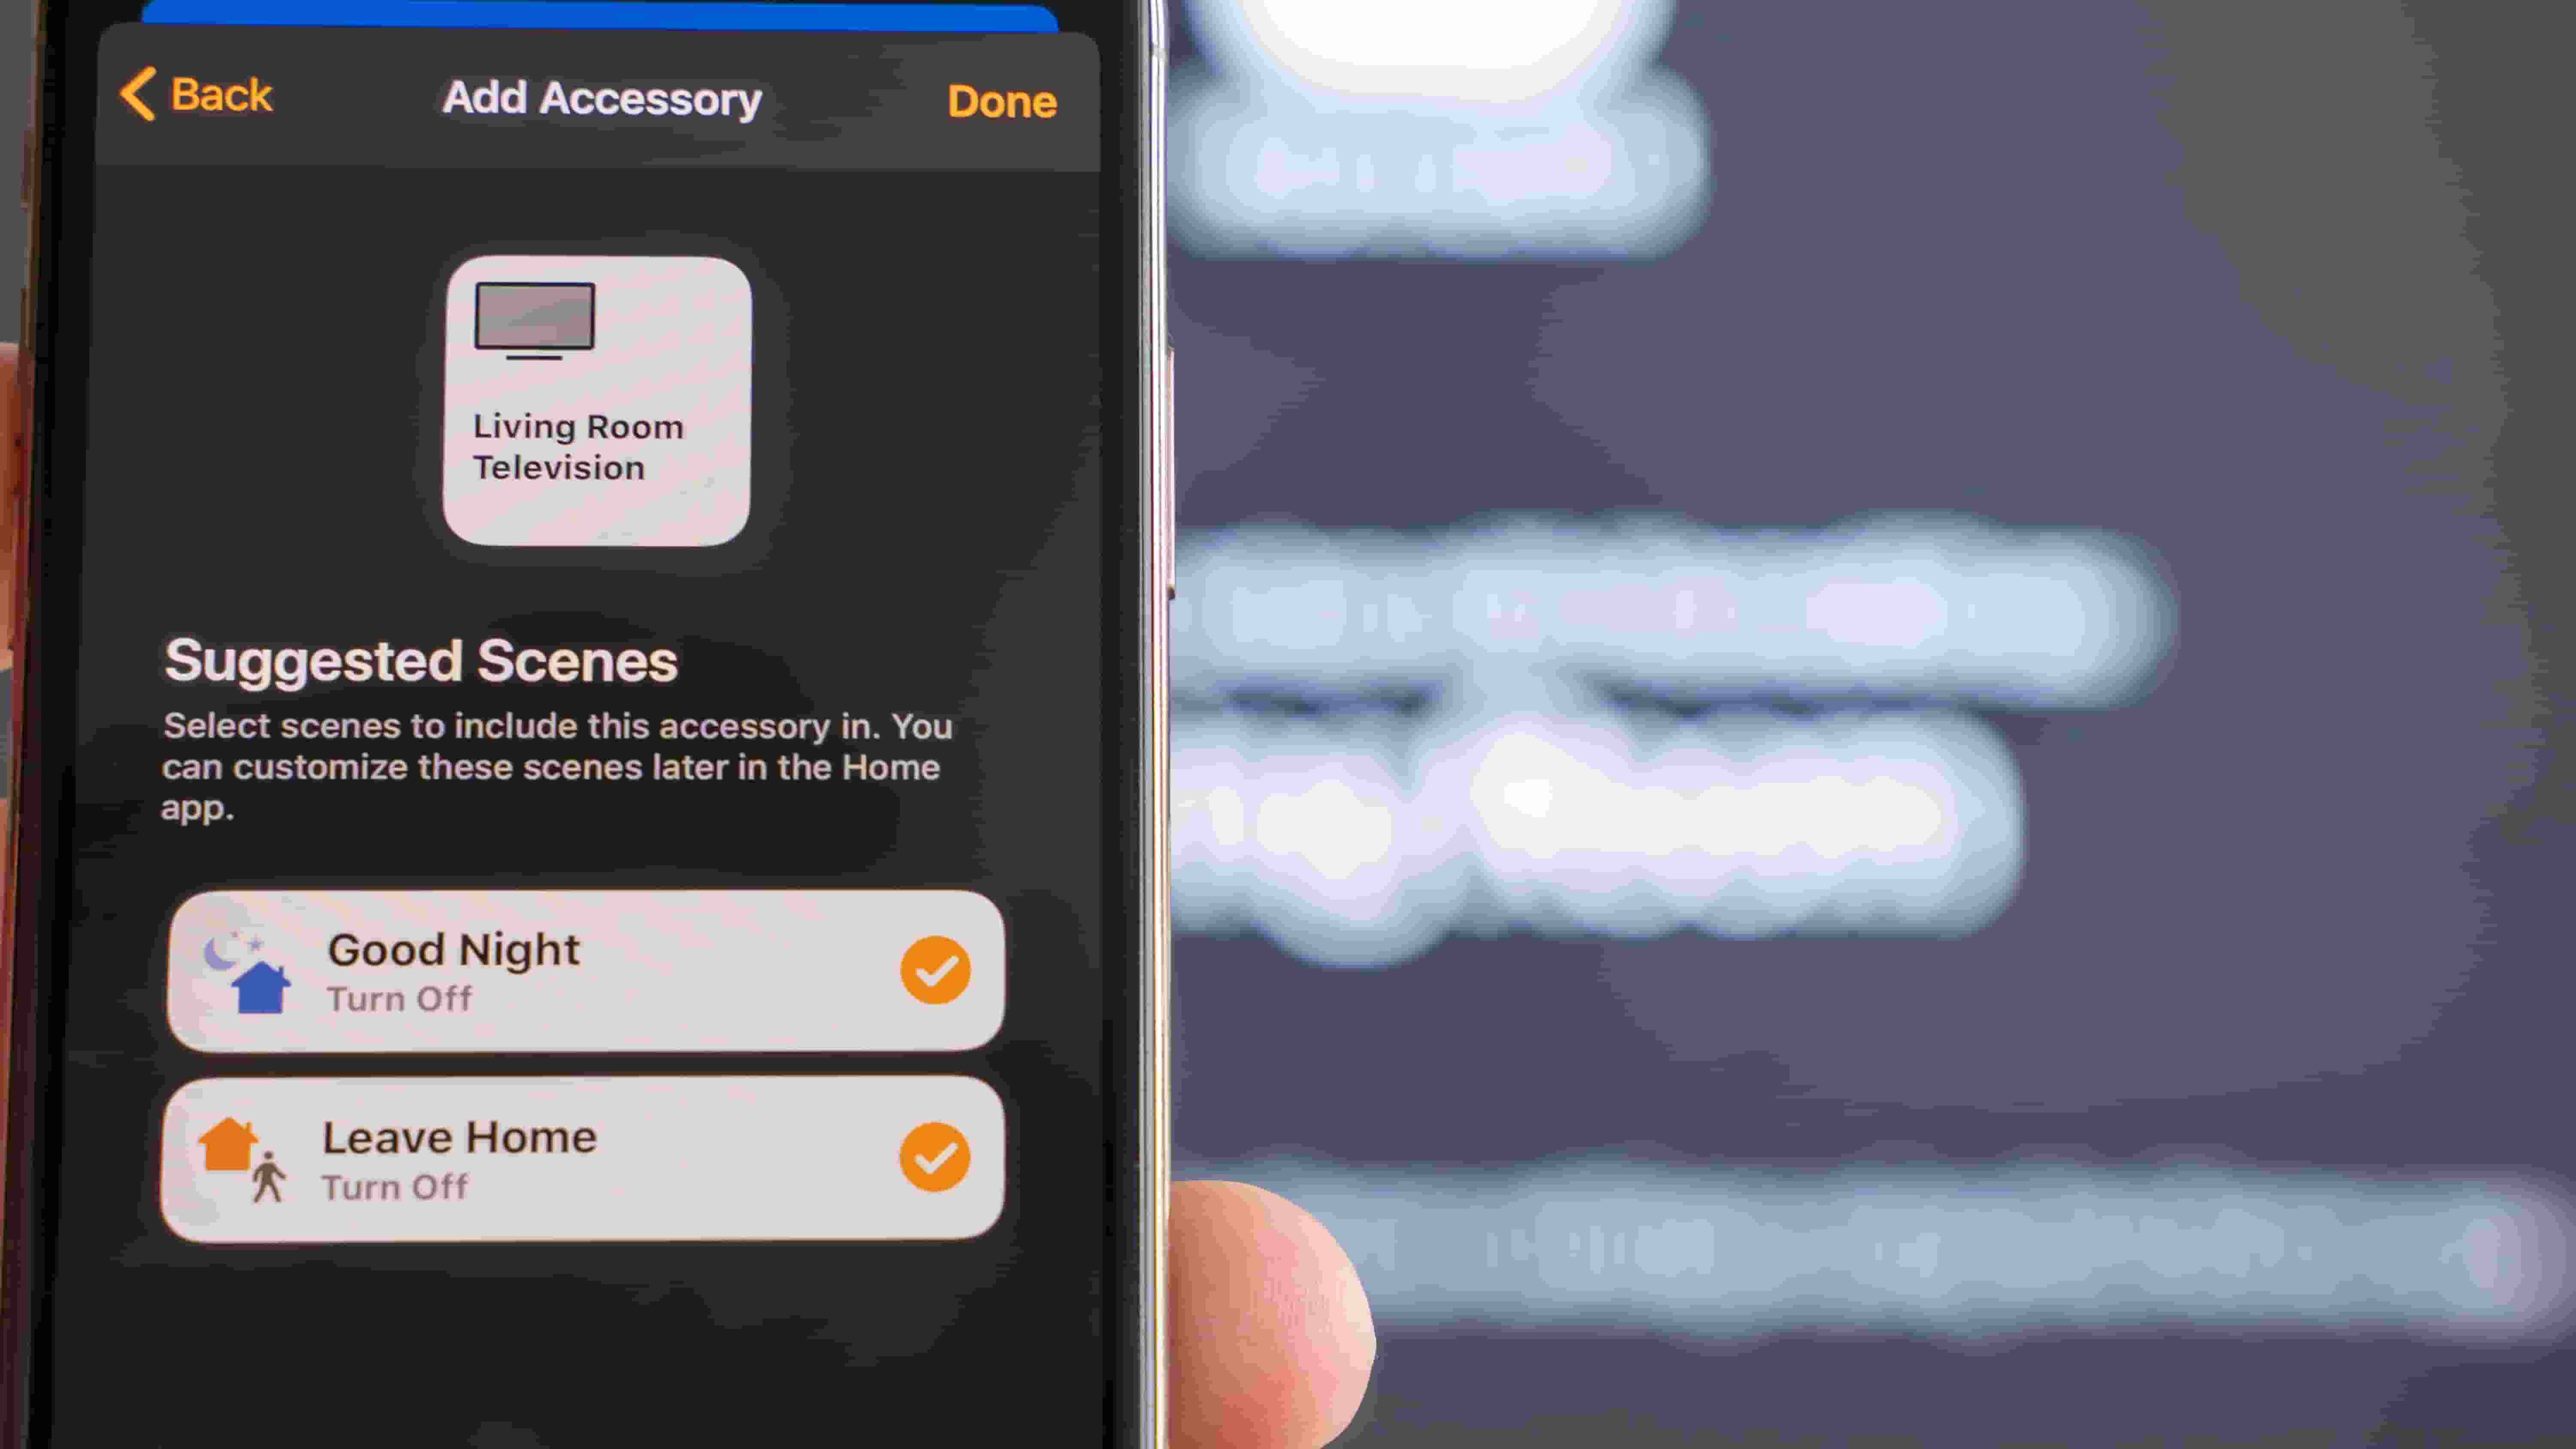 Back Add Accessory Done
Living Room
Television
Suggested Scenes
Select scenes to include this accessory in. You
can customize these scenes later in the Home
app.
Good Night
Turn Off
Leave Home
Turn Off